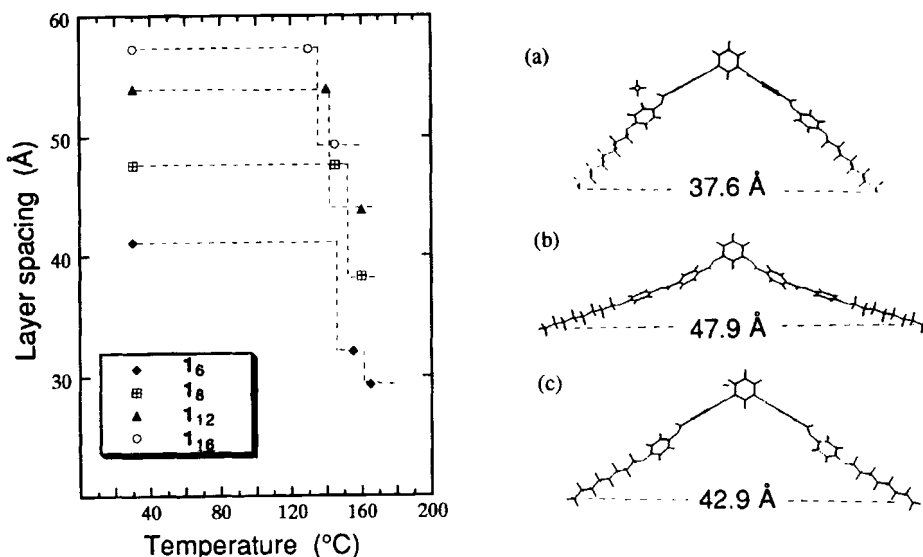 60
50
40
30
Layer spacing (Å)
40
80
120
160
200
Temperature (°C)
1₆
1₈
1₁₂
1₁₆
(a)
37.6 Å
(b)
47.9 Å
(c)
42.9 Å